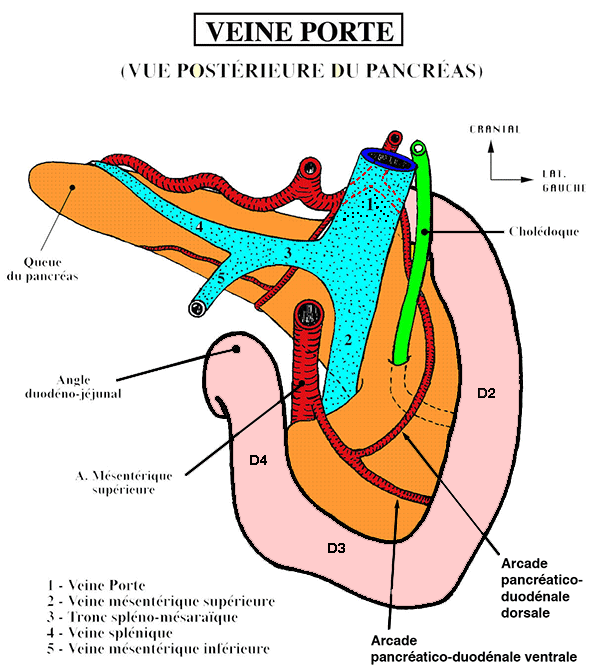 VEINE PORTE
(VUE POSTÉRIEURE DU PANCRÉAS)
CRANIAL
LAT.
GAUCHE
1
Cholédoque
4
3
5
Queue
du pancréas
2
Angle
duodéno-jéjunal
D2
D4
A. Mésentérique
supérieure
D3
Arcade
pancréatico-
duodénale
dorsale
1 - Veine Porte
2 - Veine mésentérique supérieure
3 - Tronc spléno-mésaraïque
4 - Veine splénique
5 - Veine mésentérique inférieure
Arcade
pancréatico-duodénale ventrale